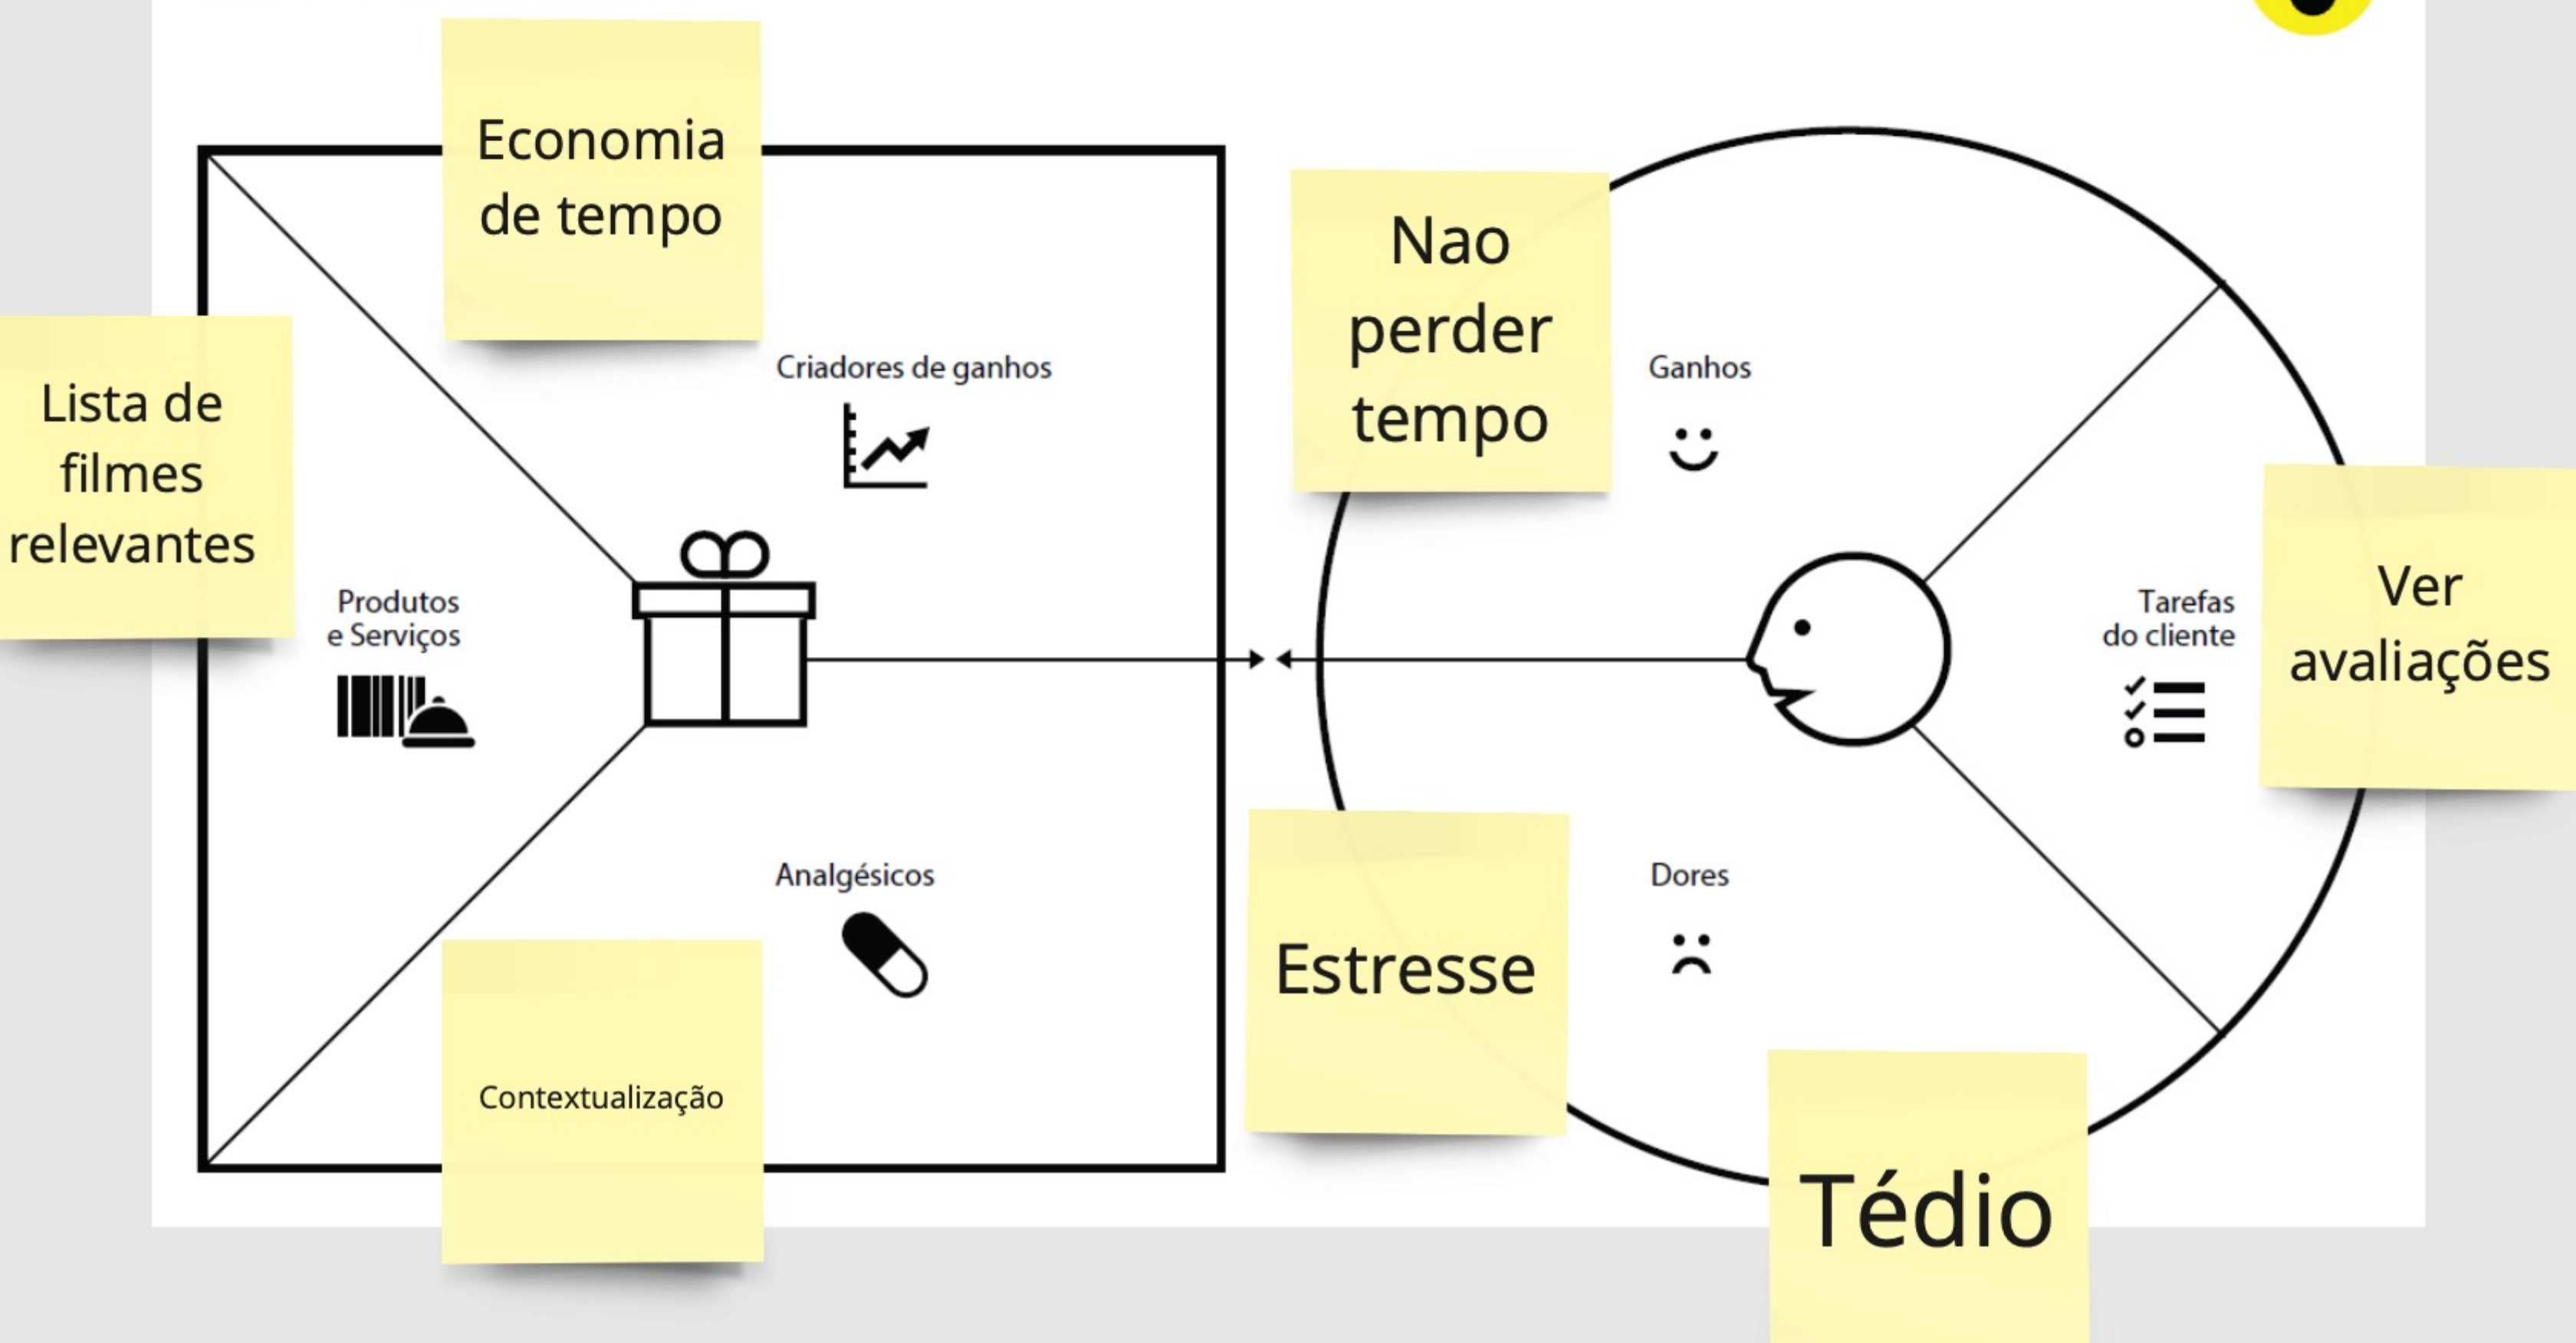 Economia
de tempo
Lista de
filmes
relevantes
Criadores de ganhos
Produtos
e Serviços
Analgésicos
Contextualização
Nao
perder
tempo
Ganhos
Tarefas
do cliente
Ver
avaliações
Dores
Estresse
Tédio